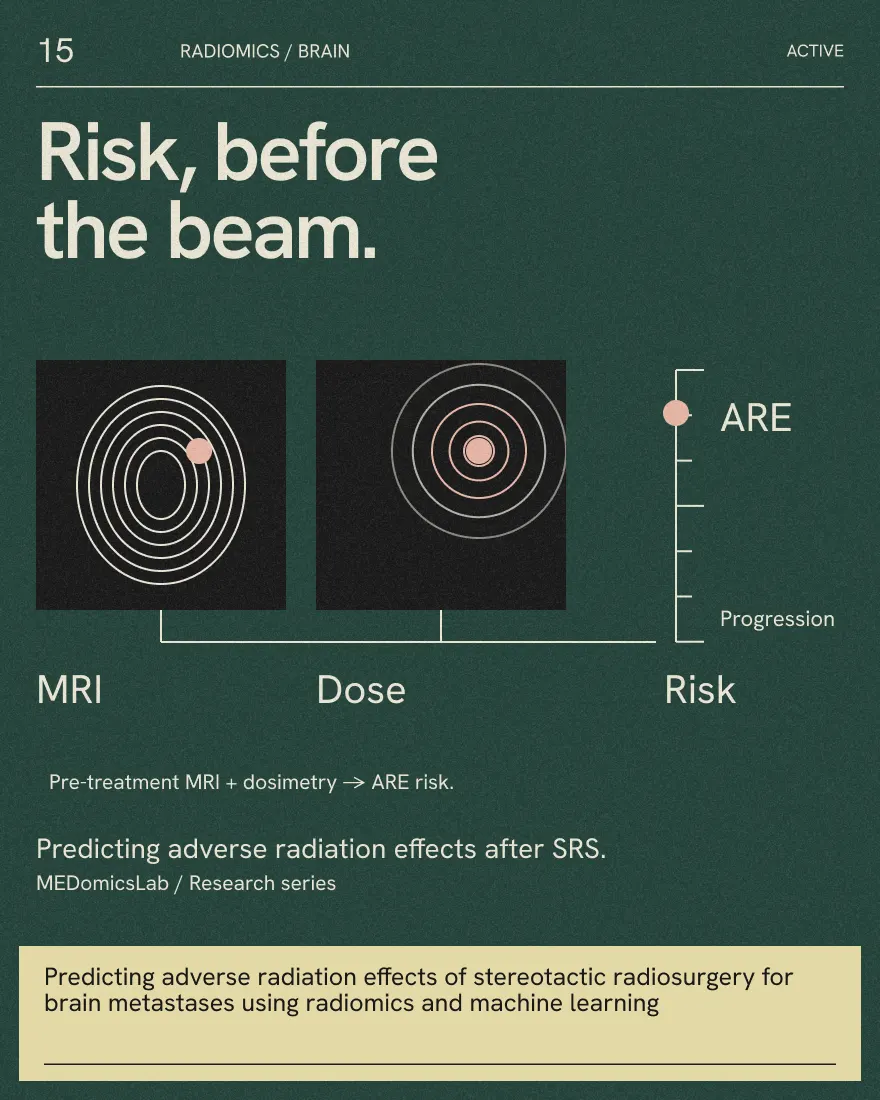 15
RADIOMICS / BRAIN
ACTIVE
Risk, before
the beam.
ARE
Progression
MRI
Dose
Risk
Pre-treatment MRI + dosimetry → ARE risk.
Predicting adverse radiation effects after SRS.
MEDomicsLab / Research series
Predicting adverse radiation effects of stereotactic radiosurgery for
brain metastases using radiomics and machine learning